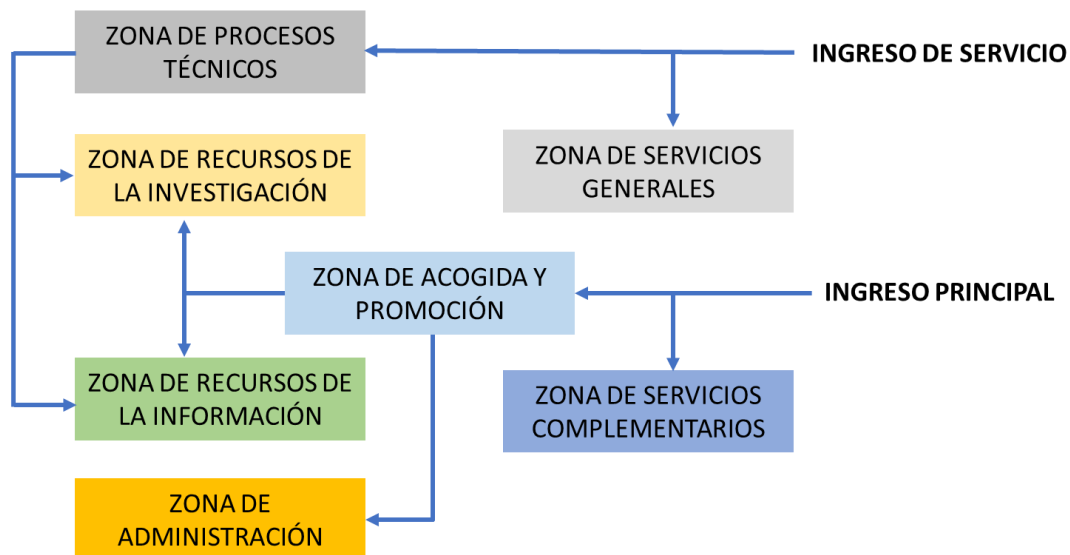 ZONA DE PROCESOS
TÉCNICOS
INGRESO DE SERVICIO
ZONA DE RECURSOS DE
LA INVESTIGACIÓN
ZONA DE SERVICIOS
GENERALES
ZONA DE ACOGIDA Y
PROMOCIÓN
INGRESO PRINCIPAL
ZONA DE RECURSOS DE
LA INFORMACIÓN
ZONA DE SERVICIOS
COMPLEMENTARIOS
ZONA DE
ADMINISTRACIÓN